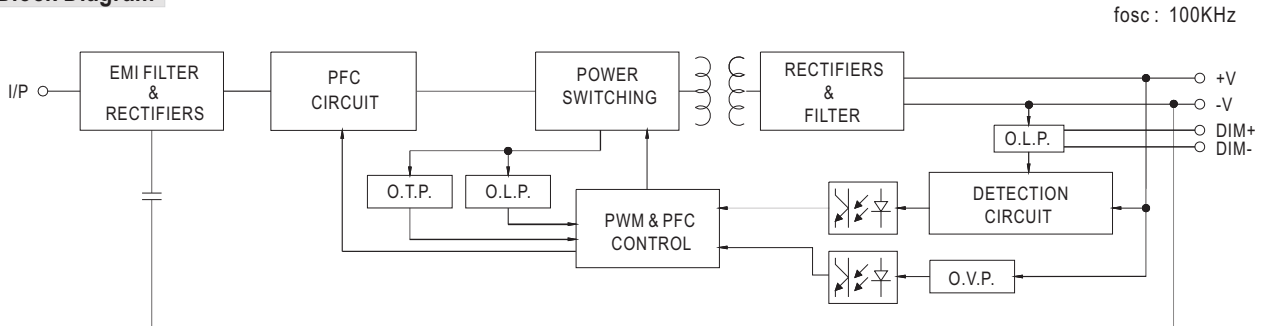 Block Diagram
fosc : 100KHz
I/P
EMI FILTER
&
RECTIFIERS
PFC
CIRCUIT
POWER
SWITCHING
RECTIFIERS
&
FILTER
+V
-V
DIM+
DIM-
O.L.P.
O.T.P.
O.L.P.
PWM & PFC
CONTROL
DETECTION
CIRCUIT
O.V.P.